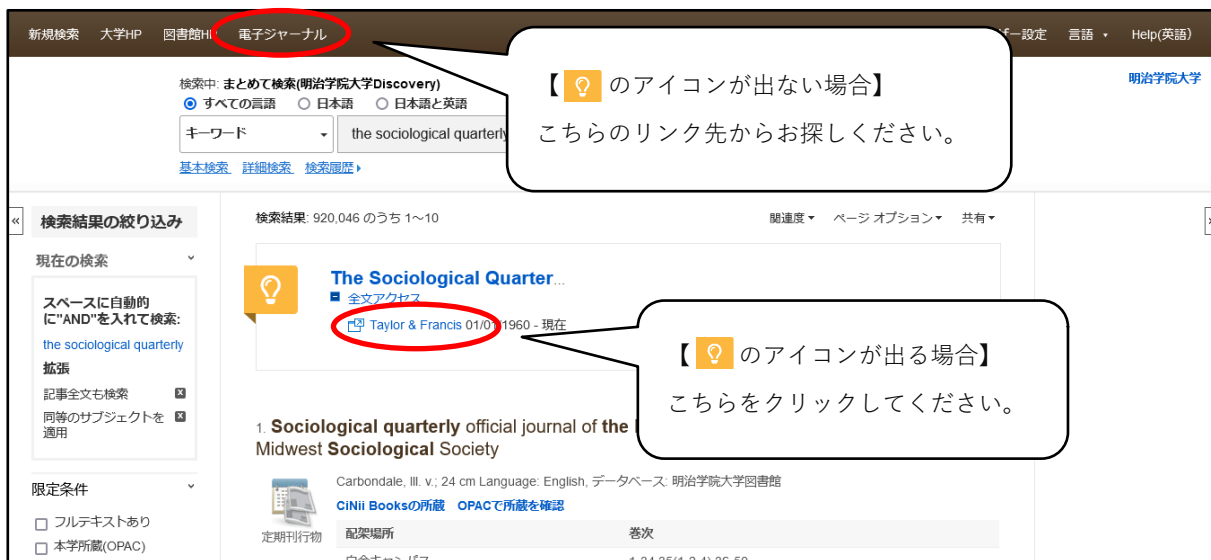 新規検索 大学HP 図書館H 電子ジャーナル
設定 言語 Help(英語)
検索中: まとめて検索(明治学院大学Discovery)
明治学院大学
すべての言語 日本語 日本語と英語
キーワード the sociological quarterly
基本検索 詳細検索 検索履歴
【 のアイコンが出ない場合】
こちらのリンク先からお探しください。
« 検索結果の絞り込み
検索結果: 920,046 のうち 1～10
関連度 ページ オプション 共有
現在の検索
スペースに自動的
に"AND"を入れて検索:
the sociological quarterly
拡張
記事全文も検索
同等のサブジェクトを
適用
The Sociological Quarter...
全文アクセス
Taylor & Francis 01/01/1960 - 現在
【 のアイコンが出る場合】
こちらをクリックしてください。
1. Sociological quarterly official journal of the
Midwest Sociological Society
Carbondale, Ill. v.; 24 cm Language: English, データベース: 明治学院大学図書館
CiNii Booksの所蔵 OPACで所蔵を確認
定期刊行物
配架場所 巻次
限定条件
フルテキストあり
本学所蔵(OPAC)